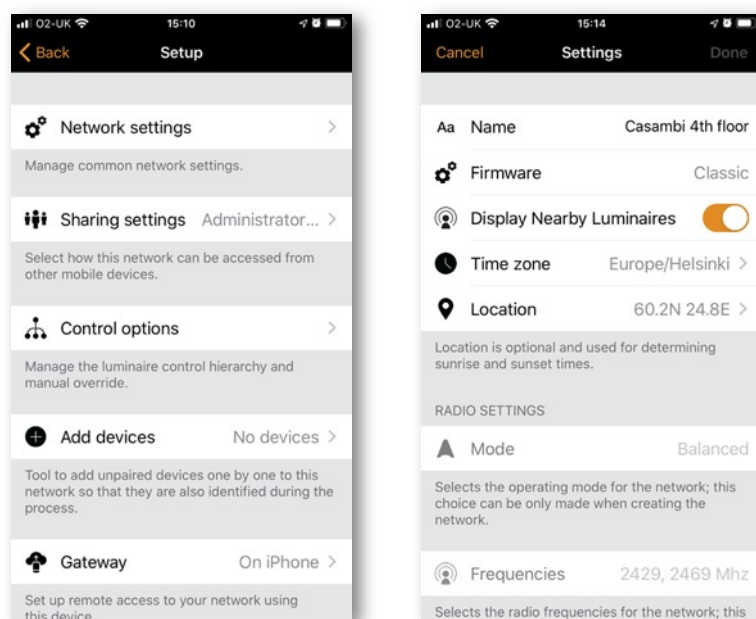 O2-UK 15:10
Back Setup
Network settings
Manage common network settings.
Sharing settings Administrator...
Select how this network can be accessed from
other mobile devices.
Control options
Manage the luminaire control hierarchy and
manual override.
Add devices No devices
Tool to add unpaired devices one by one to this
network so that they are also identified during the
process.
Gateway On iPhone
Set up remote access to your network using
this device.
O2-UK 15:14
Cancel Settings Done
Aa Name Casambi 4th floor
Firmware Classic
Display Nearby Luminaires
Time zone Europe/Helsinki
Location 60.2N 24.8E
Location is optional and used for determining
sunrise and sunset times.
RADIO SETTINGS
Mode Balanced
Selects the operating mode for the network; this
choice can be only made when creating the
network.
Frequencies 2429, 2469 Mhz
Selects the radio frequencies for the network; this